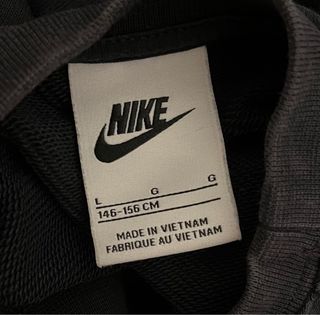 NIKE
L G G
146-156 CM
MADE IN VIETNAM
FABRIQUE AU VIETNAM